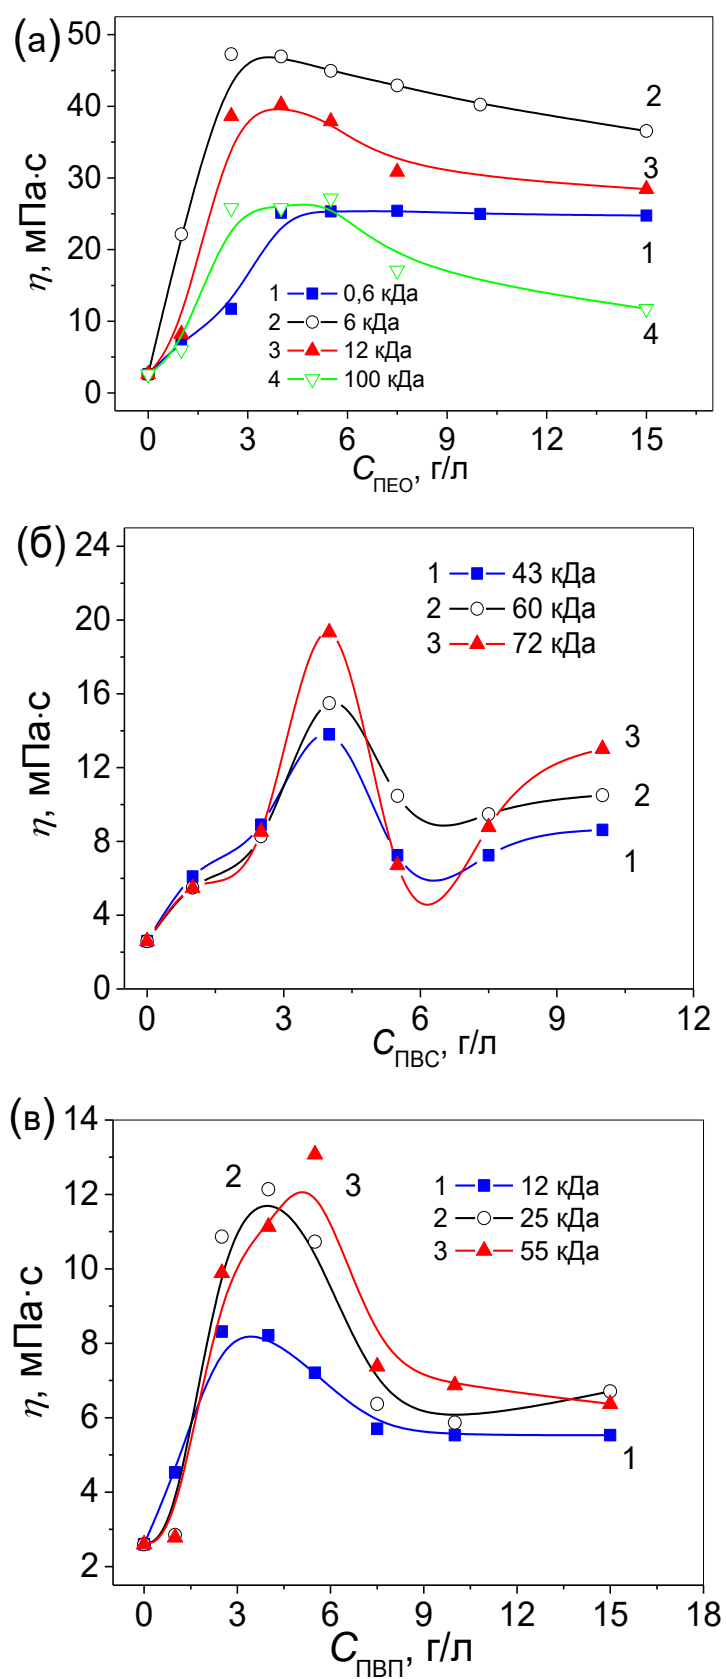 (а)
50
40
30
20
10
0
η, мПа·с
2
3
1
4
1 0,6 кДа
2 6 кДа
3 12 кДа
4 100 кДа
0 3 6 9 12 15
C ПЕО, г/л
(б)
24
20
16
12
8
4
0
η, мПа·с
1 43 кДа
2 60 кДа
3 72 кДа
3
2
1
0 3 6 9 12
C ПВС, г/л
(в)
14
12
10
8
6
4
2
η, мПа·с
2 3
1 12 кДа
2 25 кДа
3 55 кДа
1
0 3 6 9 12 15 18
C ПВП, г/л